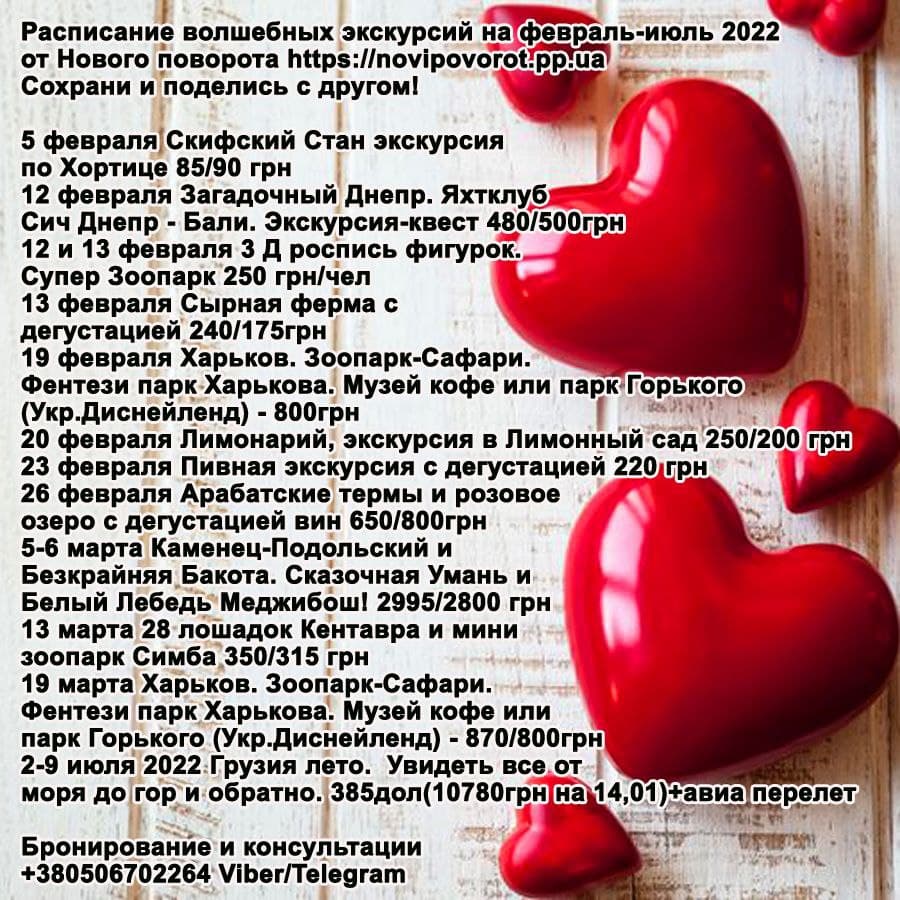 Расписание волшебных экскурсий на февраль-июль 2022
от Нового поворота https://novipovorot.pp.ua
Сохрани и поделись с другом!
5 февраля Скифский Стан экскурсия
по Хортице 85/90 грн
12 февраля Загадочный Днепр. Яхтклуб
Сич Днепр - Бали. Экскурсия-квест 480/500грн
12 и 13 февраля 3 Д роспись фигурок.
Супер Зоопарк 250 грн/чел
13 февраля Сырная ферма с
дегустацией 240/175грн
19 февраля Харьков. Зоопарк-Сафари.
Фентези парк Харькова. Музей кофе или парк Горького
(Укр.Диснейленд) - 800грн
20 февраля Лимонарий, экскурсия в Лимонный сад 250/200 грн
23 февраля Пивная экскурсия с дегустацией 220 грн
26 февраля Арабатские термы и розовое
озеро с дегустацией вин 650/800грн
5-6 марта Каменец-Подольский и
Безкрайняя Бакота. Сказочная Умань и
Белый Лебедь Меджибош! 2995/2800 грн
13 марта 28 лошадок Кентавра и мини
зоопарк Симба 350/315 грн
19 марта Харьков. Зоопарк-Сафари.
Фентези парк Харькова. Музей кофе или
парк Горького (Укр.Диснейленд) - 870/800грн
2-9 июля 2022 Грузия лето. Увидеть все от
моря до гор и обратно. 385дол(10780грн на 14,01)+авиа перелет
Бронирование и консультации
+380506702264 Viber/Telegram